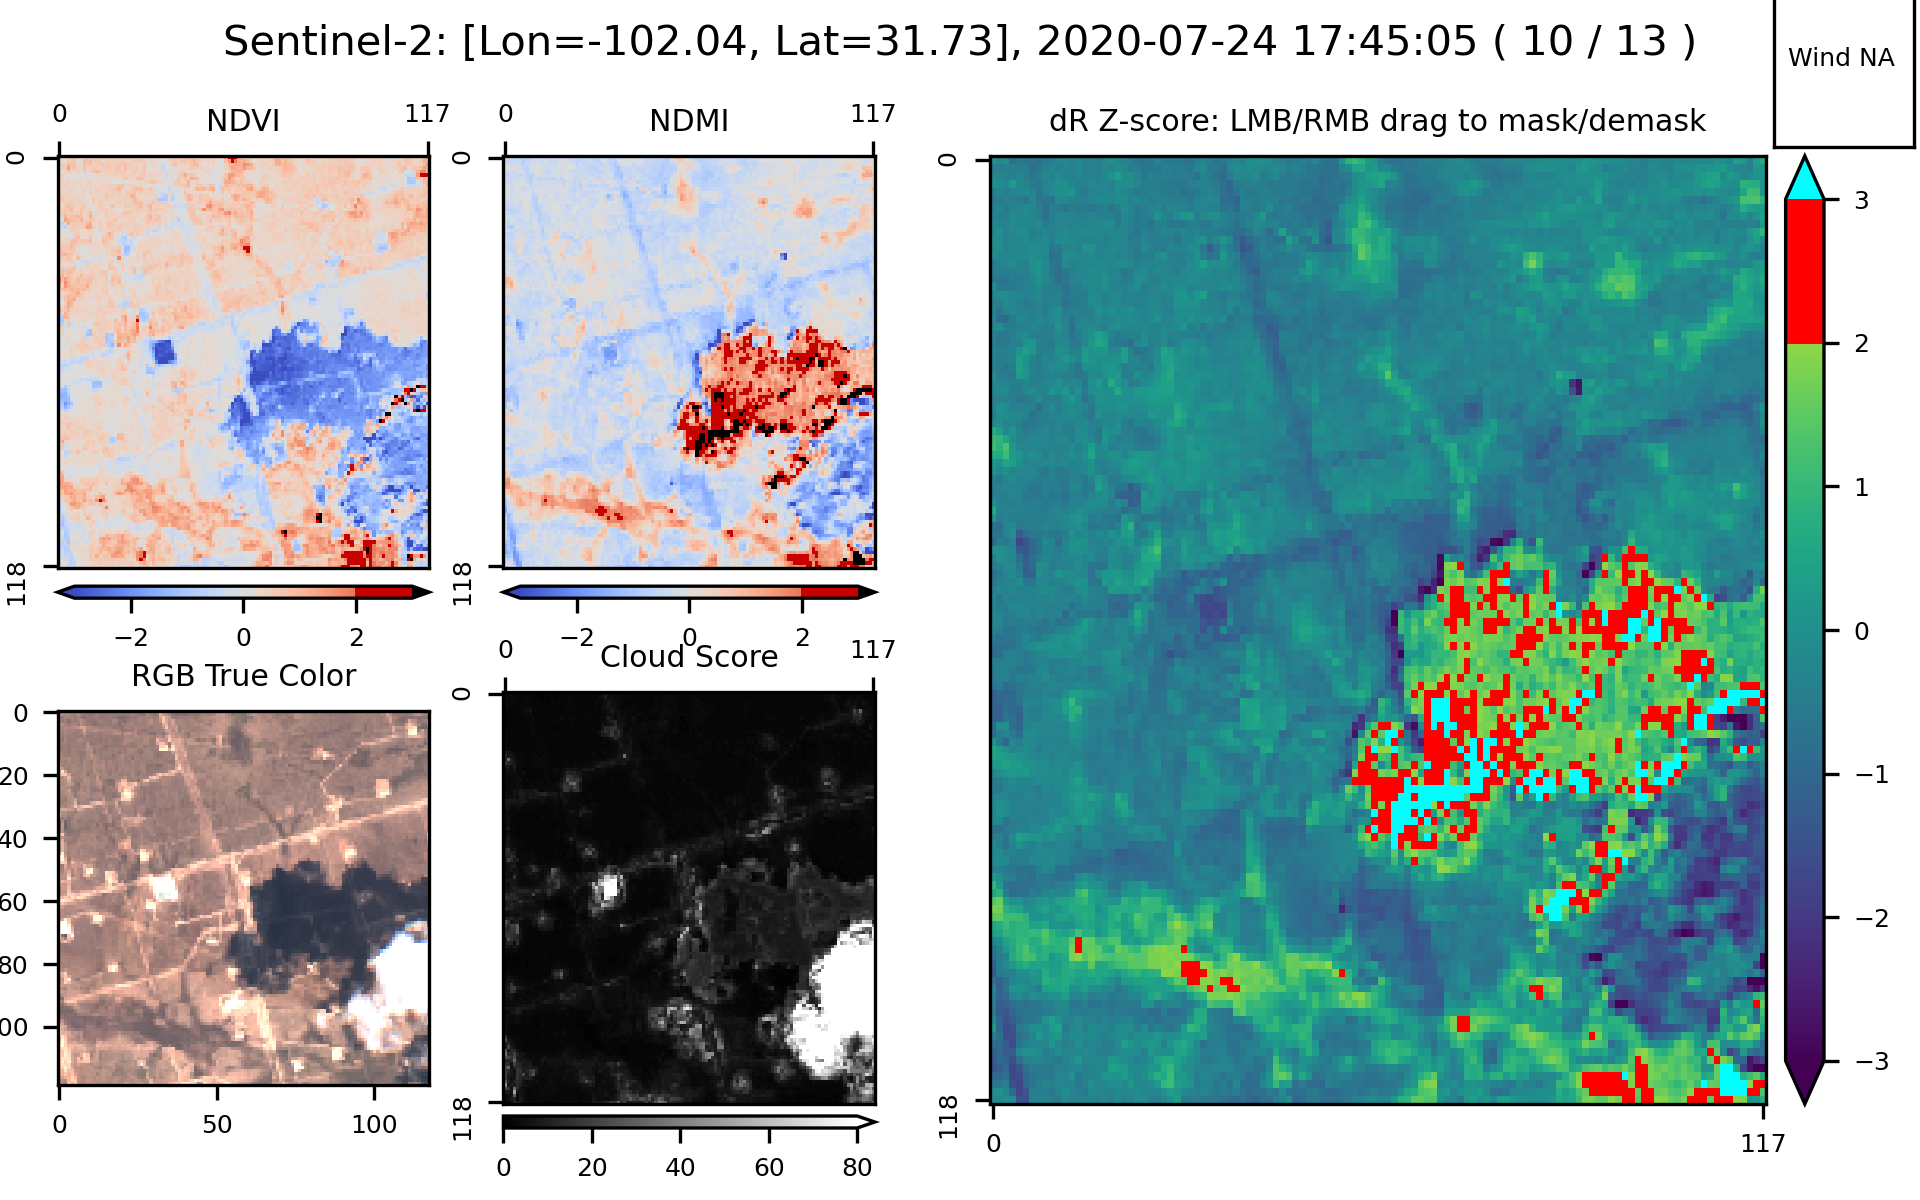 Sentinel-2: [Lon=-102.04, Lat=31.73], 2020-07-24 17:45:05 ( 10 / 13 )
Wind NA
0 NDVI 117
0
118
−2 0 2
0 NDMI 117
0
118
−2 0 2
dR Z-score: LMB/RMB drag to mask/demask
0
118
0 117
3
2
1
0
−1
−2
−3
RGB True Color
0
20
40
60
80
00
0 50 100
0 Cloud Score 117
0
118
0 20 40 60 80